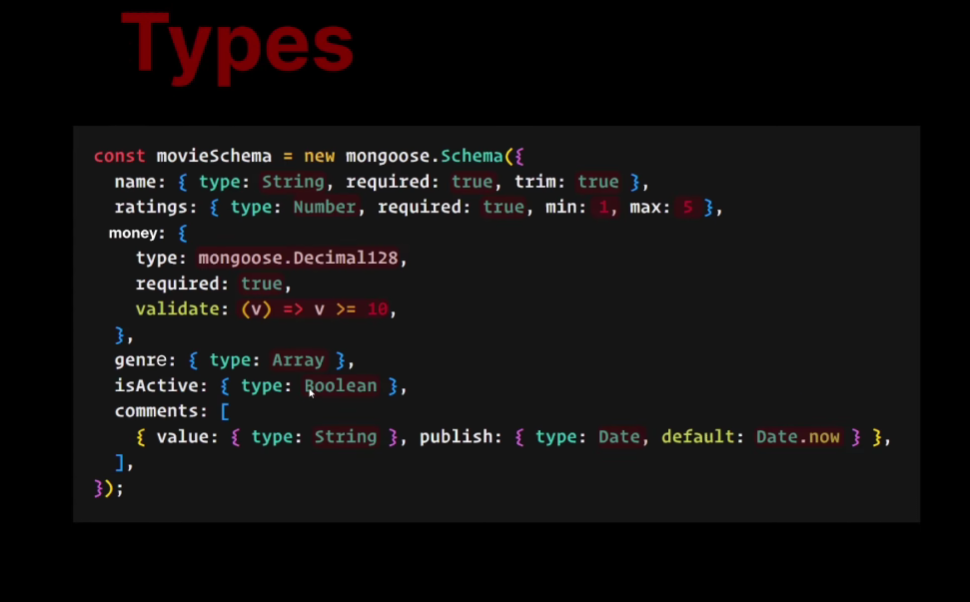 Types
const movieSchema = new mongoose.Schema({
  name: { type: String, required: true, trim: true },
  ratings: { type: Number, required: true, min: 1, max: 5 },
  money: {
    type: mongoose.Decimal128,
    required: true,
    validate: (v) => v >= 10,
  },
  genre: { type: Array },
  isActive: { type: Boolean },
  comments: [
    { value: { type: String }, publish: { type: Date, default: Date.now } },
  ],
});